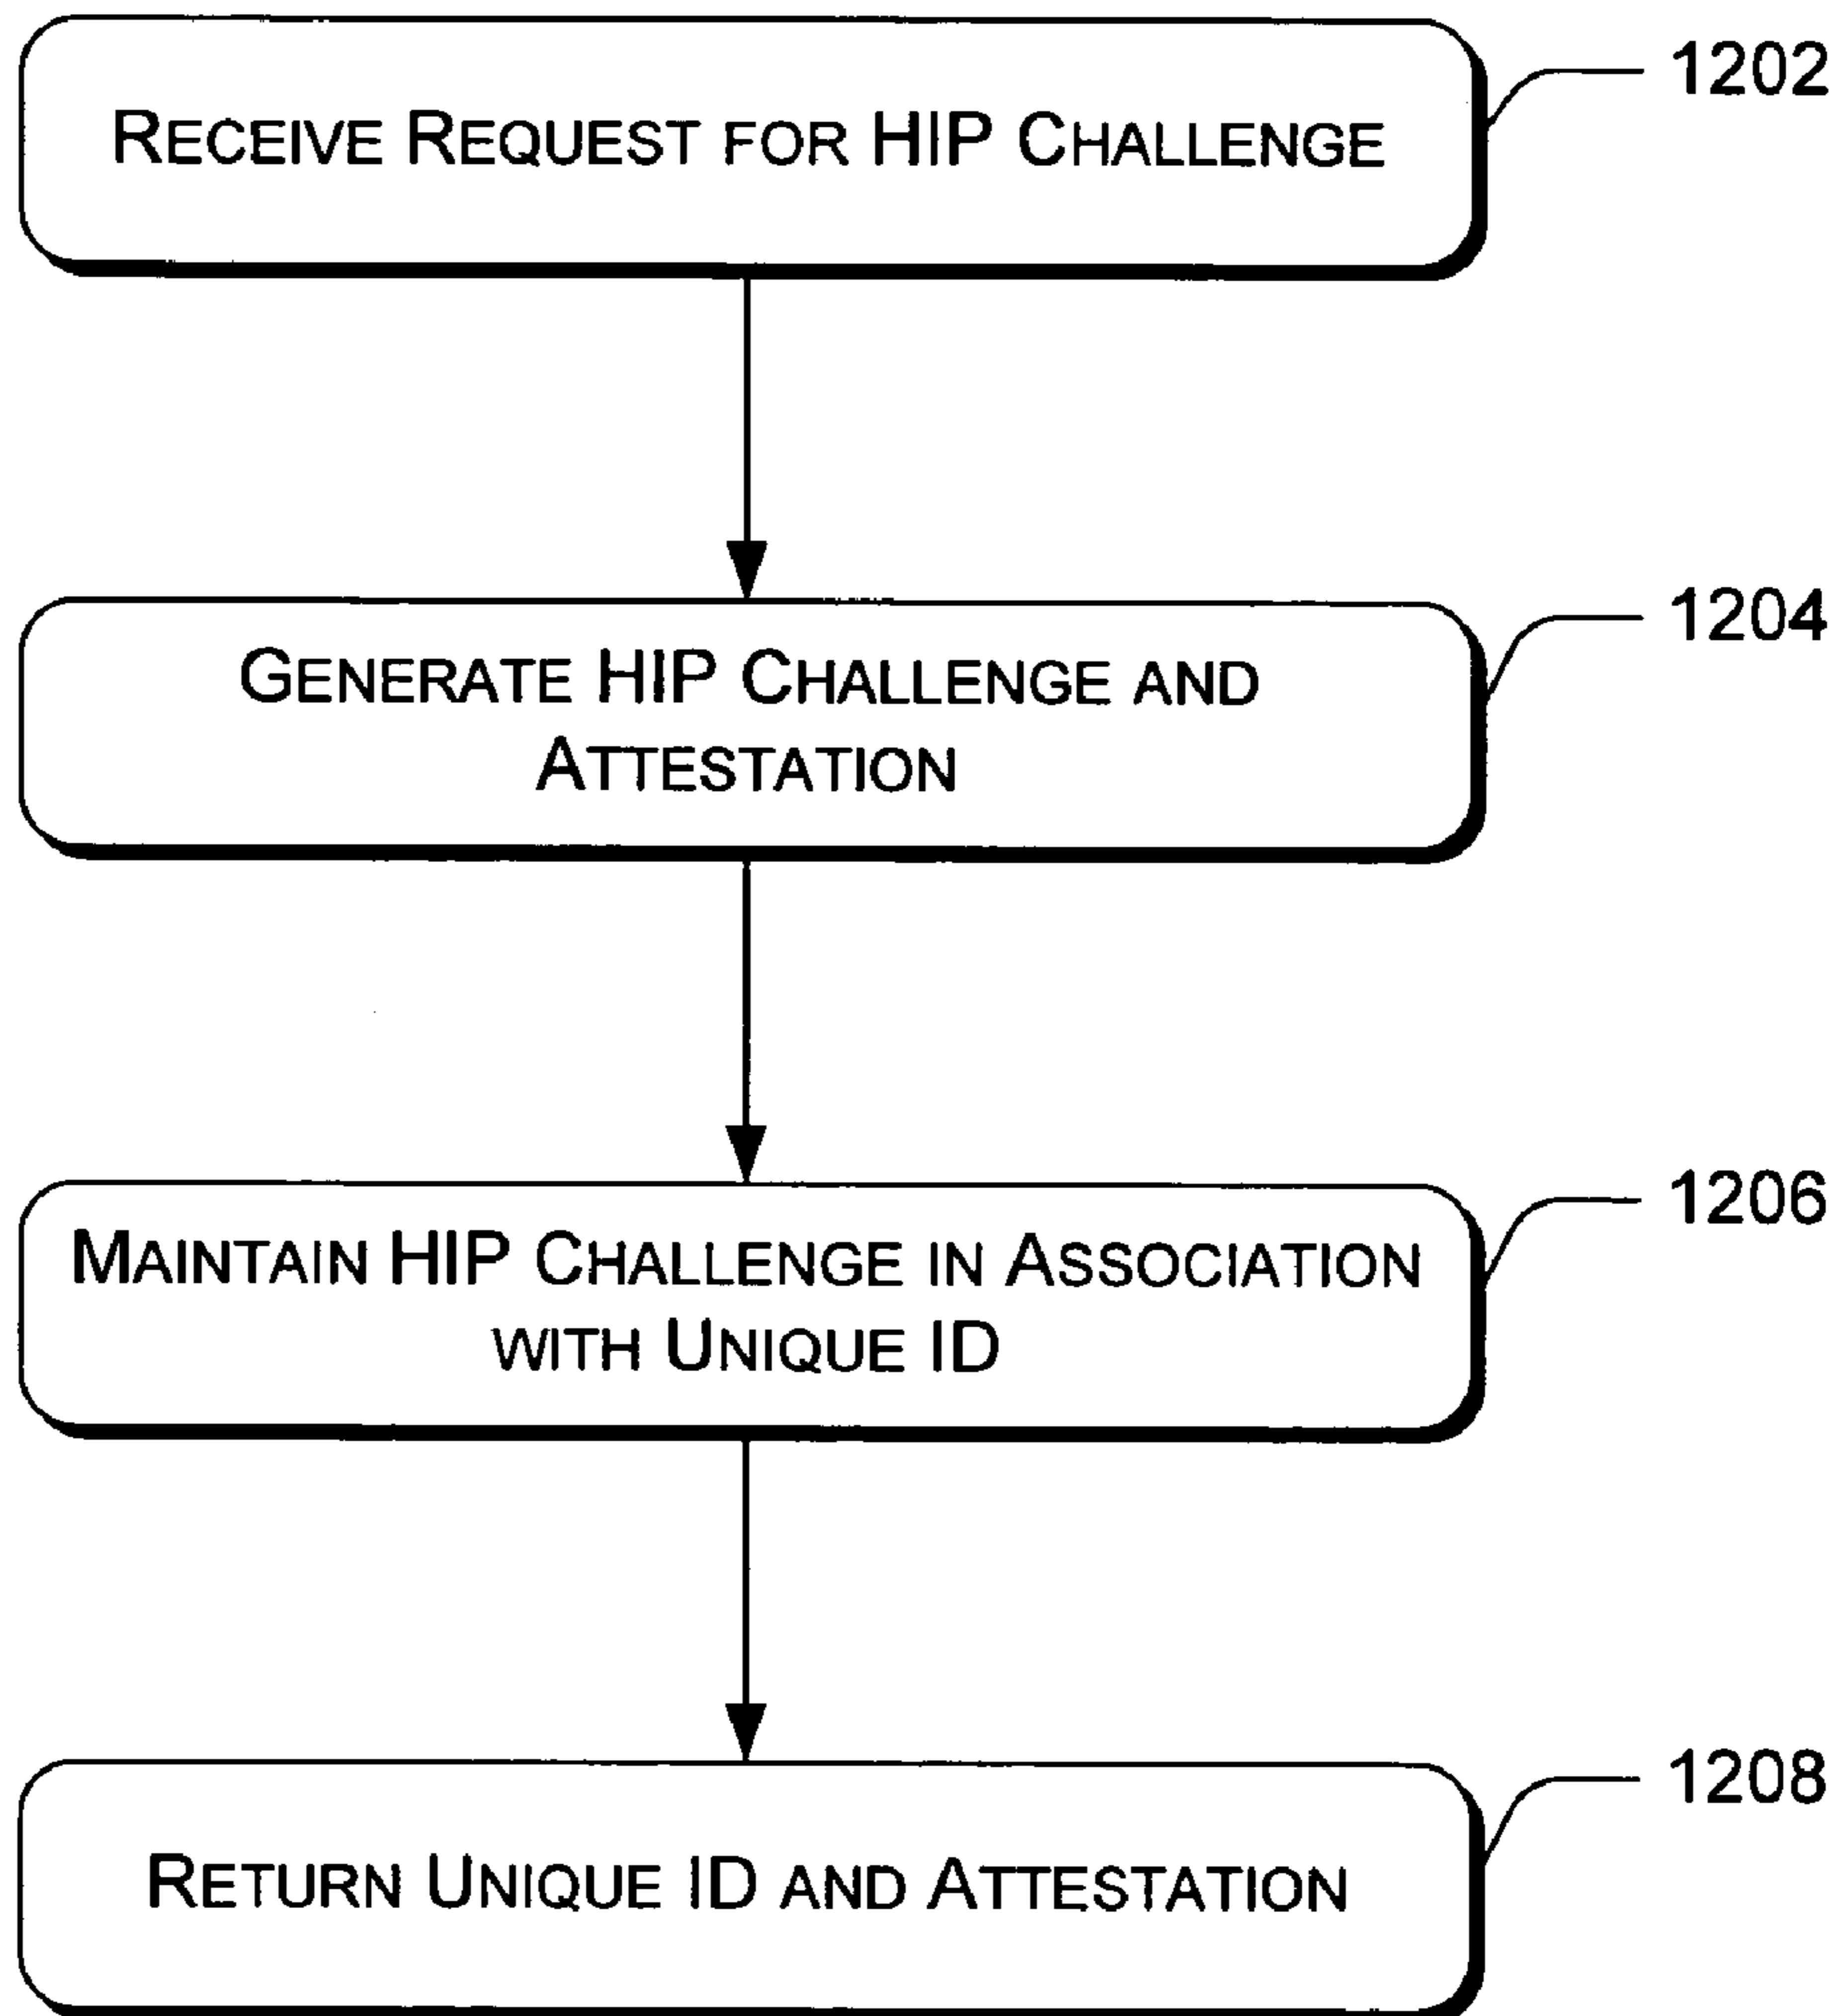 RECEIVE REQUEST FOR HIP CHALLENGE
1202
GENERATE HIP CHALLENGE AND
ATTESTATION
1204
MAINTAIN HIP CHALLENGE IN ASSOCIATION
WITH UNIQUE ID
1206
RETURN UNIQUE ID AND ATTESTATION
1208